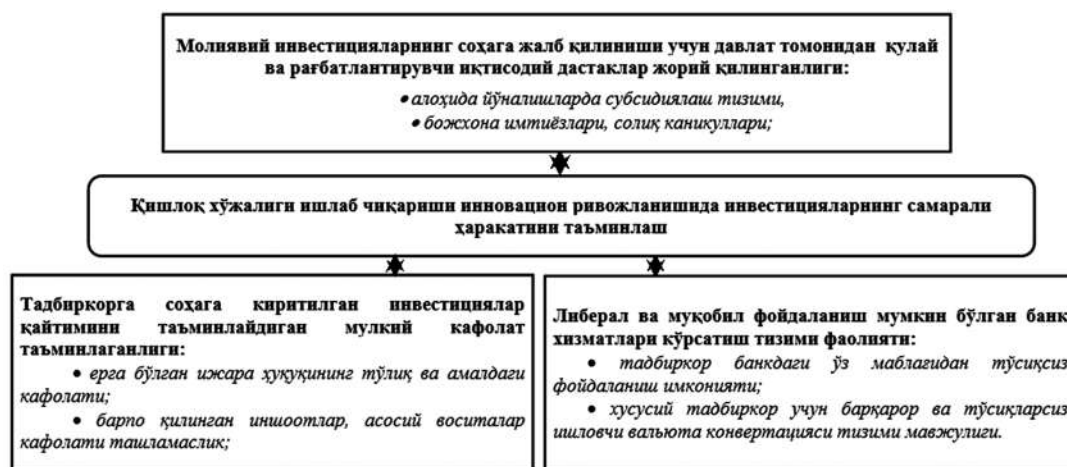 Молиявий инвестицияларнинг соҳага жалб қилиниши учун давлат томонидан қулай
ва рағбатлантирувчи иқтисодий дастаклар жорий қилинганлиги:
• алоҳида йўналишларда субсидиялаш тизими,
• божхона имтиёзлари, солиқ каникуллари;
Қишлоқ хўжалиги ишлаб чиқариши инновацион ривожланишида инвестицияларнинг самарали
ҳаракатини таъминлаш
Тадбиркорга соҳага киритилган инвестициялар
қайтимини таъминлайдиган мулкий кафолат
таъминлаганлиги:
• ерга бўлган ижара ҳуқуқининг тўлиқ ва амалдаги
кафолати;
• барпо қилинган иншоотлар, асосий воситалар
кафолати ташламаслик;
Либерал ва муқобил фойдаланиш мумкин бўлган банк
хизматлари кўрсатиш тизими фаолияти:
• тадбиркор банкдаги ўз маблағидан тўсиқсиз
фойдаланиш имконияти;
• хусусий тадбиркор учун барқарор ва тўсиқларсиз
ишловчи вальюта конвертацияси тизими мавжулиги.